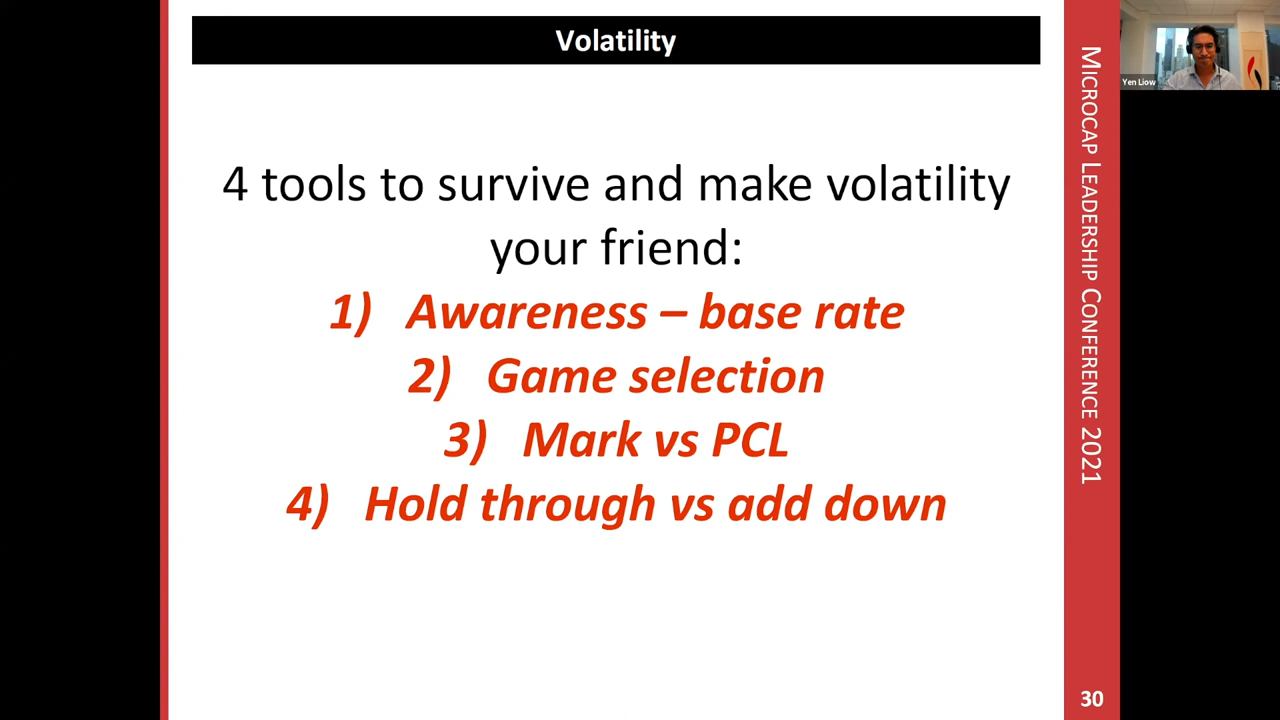 Volatility
4 tools to survive and make volatility
your friend:
1) Awareness – base rate
2) Game selection
3) Mark vs PCL
4) Hold through vs add down
MICROCAP LEADERSHIP CONFERENCE 2021
30
Yen Liow